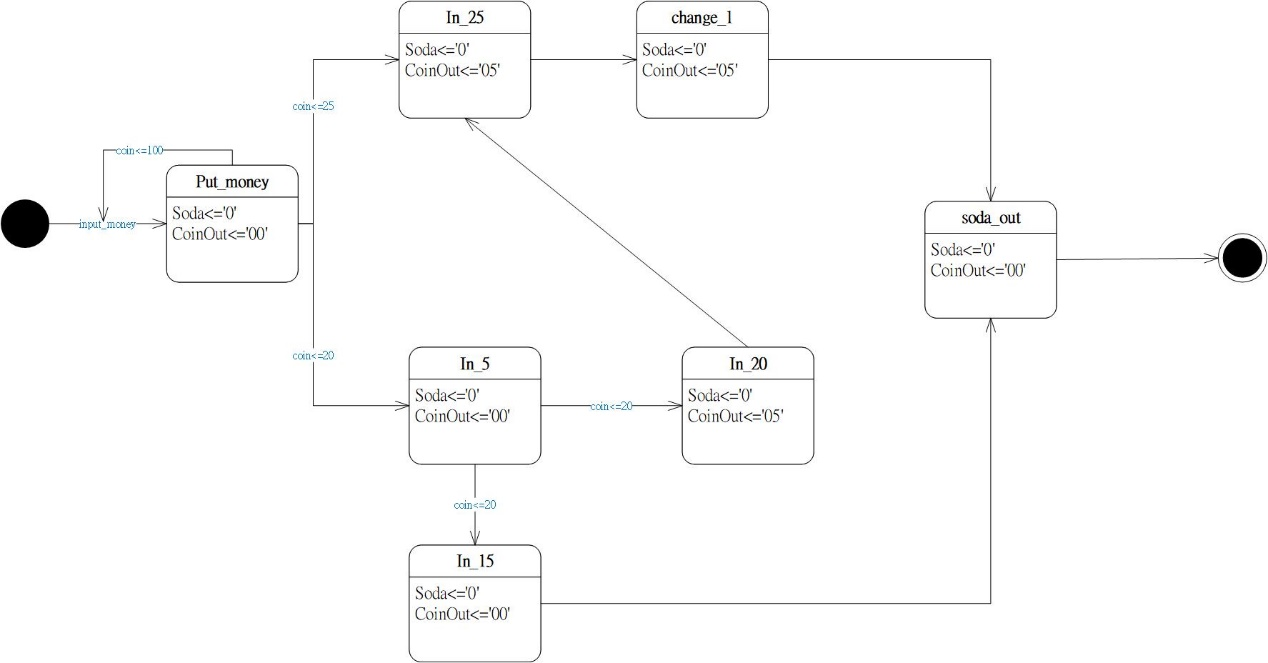 In_25
Soda<='0'
CoinOut<='05'
change_1
Soda<='0'
CoinOut<='05'
coin<=25
coin<=100
Put_money
Soda<='0'
CoinOut<='00'
input_money
soda_out
Soda<='0'
CoinOut<='00'
coin<=20
In_5
Soda<='0'
CoinOut<='00'
coin<=20
In_20
Soda<='0'
CoinOut<='05'
coin<=20
In_15
Soda<='0'
CoinOut<='00'